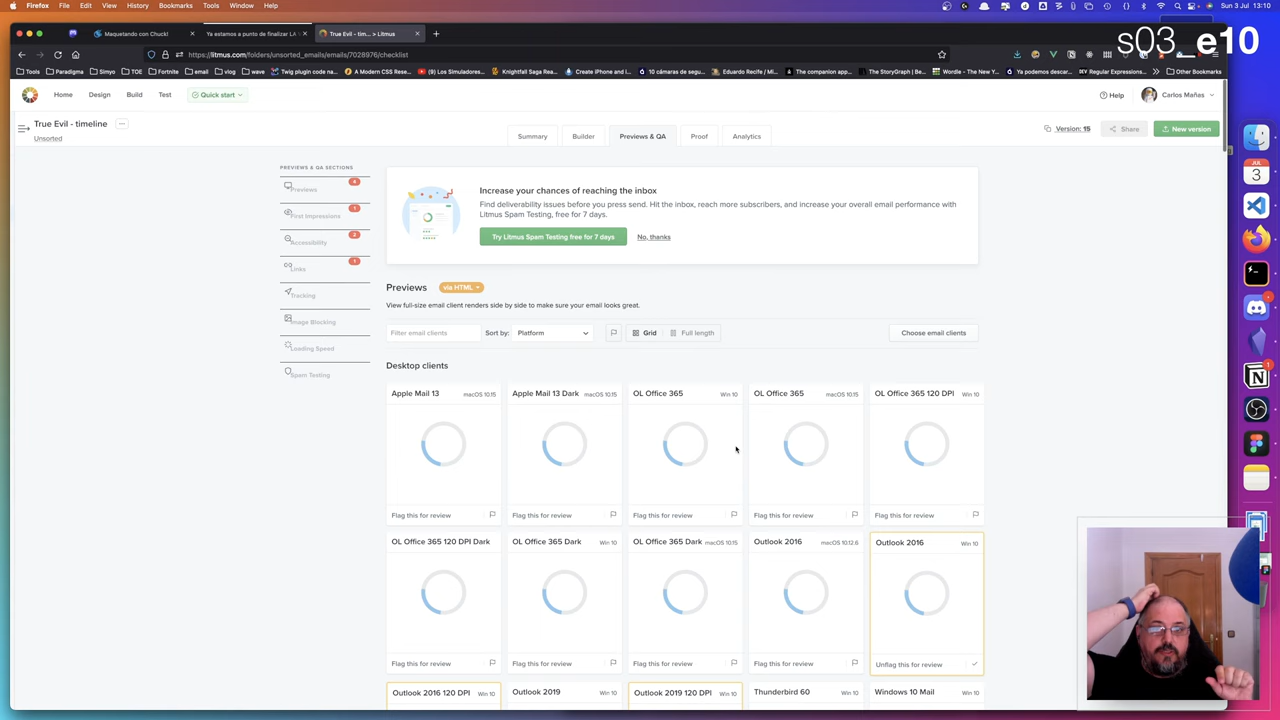 Firefox File Edit View History Bookmarks Tools Window Help
Sun 3 Jul 13:10
s03 e10
Maquetando con Chuck!
Ya estamos a punto de finalizar LA
True Evil - timeline > Litmus
https://litmus.com/folders/unsorted_emails/emails/7028976/checklist
Tools Paradigma Simyo TOE Fortnite email vlog wave Twig plugin code na… A Modern CSS Rese… (9) Los Simuladores… Knightfall Saga Rea… Create iPhone and I… 10 cámaras de segu… Eduardo Recife / Mi… The companion app… The StoryGraph | Be… Wordle - The New Y… Ya podemos descar… Regular Expressions… Other Bookmarks
Home Design Build Test Quick start
Help Carlos Mañas
True Evil - timeline
Unsorted
Summary Builder Previews & QA Proof Analytics
Version: 15 Share New version
PREVIEWS & QA SECTIONS
Previews
First Impressions 1
Accessibility 2
Links 1
Tracking
Image Blocking
Loading Speed
Spam Testing
Increase your chances of reaching the inbox
Find deliverability issues before you press send. Hit the inbox, reach more subscribers, and increase your overall email performance with
Litmus Spam Testing, free for 7 days.
Try Litmus Spam Testing free for 7 days No, thanks
Previews via HTML
View full-size email client renders side by side to make sure your email looks great.
Filter email clients Sort by: Platform Grid Full length Choose email clients
Desktop clients
Apple Mail 13 macOS 10.15 Apple Mail 13 Dark macOS 10.15 OL Office 365 Win 10 OL Office 365 macOS 10.15 OL Office 365 120 DPI Win 10
Flag this for review Flag this for review Flag this for review Flag this for review Flag this for review
OL Office 365 120 DPI Dark OL Office 365 Dark Win 10 OL Office 365 Dark macOS 10.15 Outlook 2016 macOS 10.12.6 Outlook 2016 Win 10
Flag this for review Flag this for review Flag this for review Flag this for review Unflag this for review
Outlook 2016 120 DPI Win 10 Outlook 2019 Win 10 Outlook 2019 120 DPI Win 10 Thunderbird 60 Win 10 Windows 10 Mail Win 10